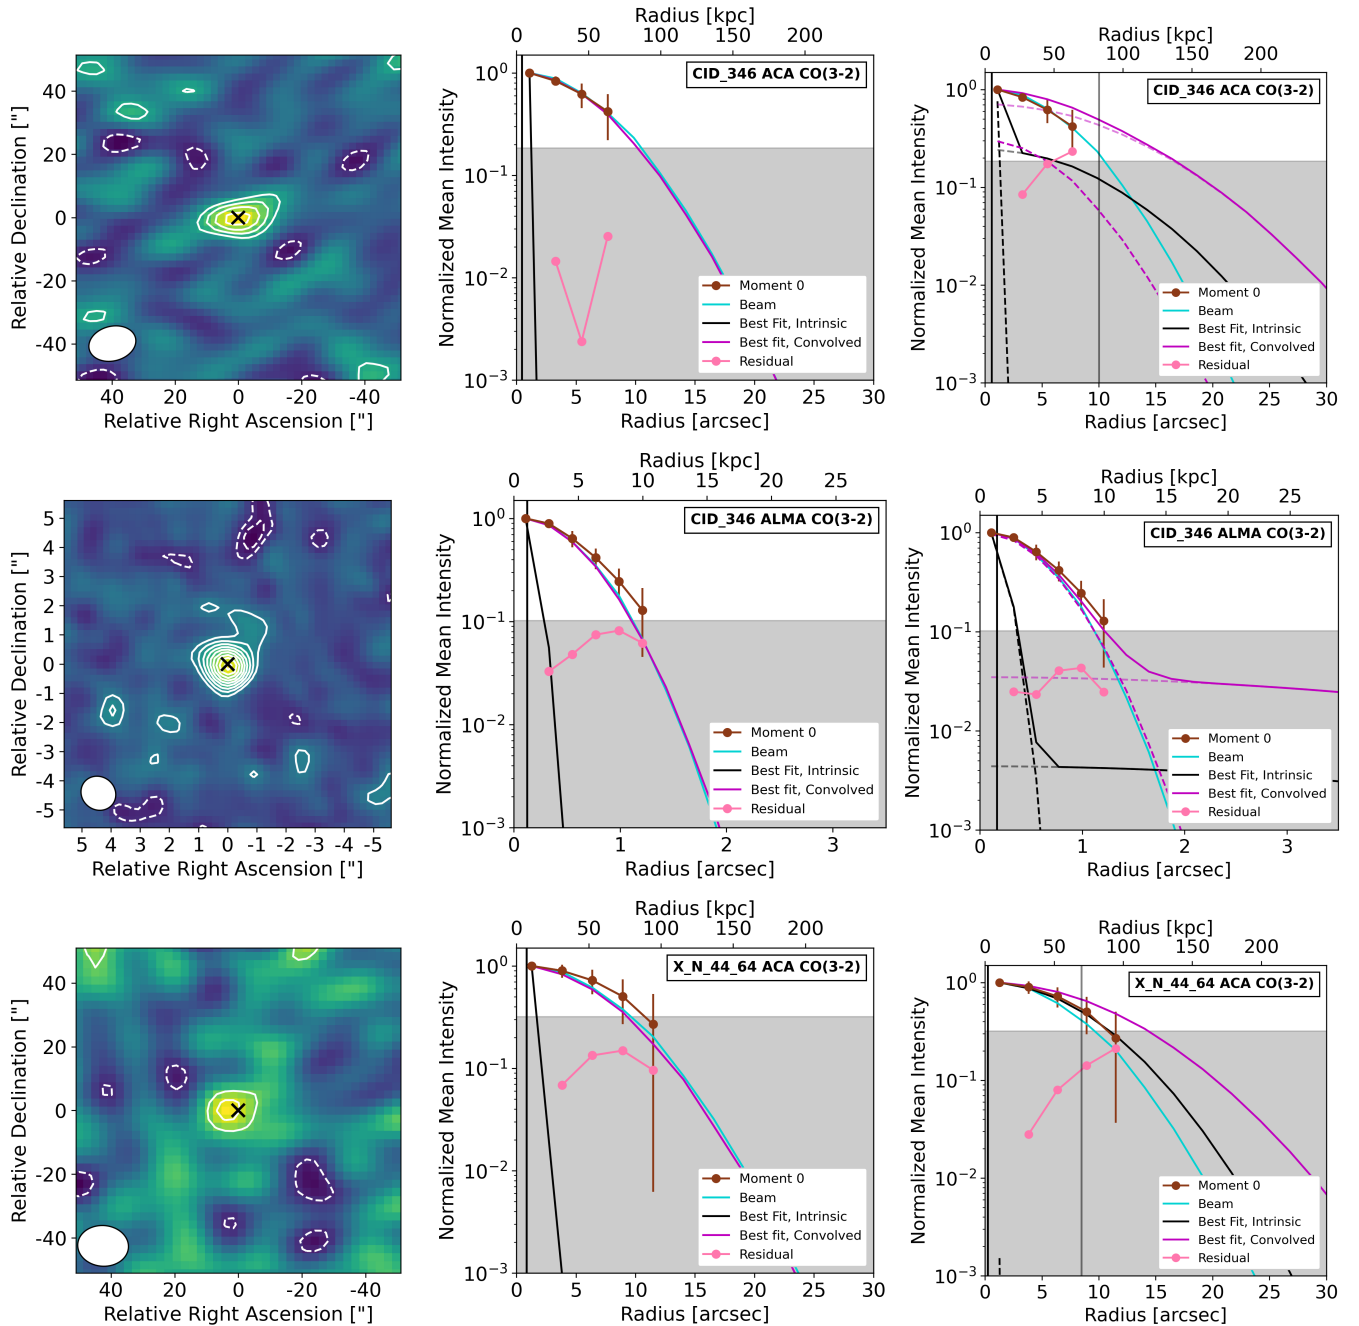 40
20
0
-20
-40
Relative Declination ["]
40 20 0 -20 -40
Relative Right Ascension ["]
Radius [kpc]
0 50 100 150 200
10⁰
10⁻¹
10⁻²
10⁻³
Normalized Mean Intensity
CID_346 ACA CO(3-2)
Moment 0
Beam
Best Fit, Intrinsic
Best fit, Convolved
Residual
0 5 10 15 20 25 30
Radius [arcsec]
Radius [kpc]
0 50 100 150 200
10⁰
10⁻¹
10⁻²
10⁻³
Normalized Mean Intensity
CID_346 ACA CO(3-2)
Moment 0
Beam
Best Fit, Intrinsic
Best fit, Convolved
Residual
0 5 10 15 20 25 30
Radius [arcsec]
5
4
3
2
1
0
-1
-2
-3
-4
-5
Relative Declination ["]
5 4 3 2 1 0 -1 -2 -3 -4 -5
Relative Right Ascension ["]
Radius [kpc]
0 5 10 15 20 25
10⁰
10⁻¹
10⁻²
10⁻³
Normalized Mean Intensity
CID_346 ALMA CO(3-2)
Moment 0
Beam
Best Fit, Intrinsic
Best fit, Convolved
Residual
0 1 2 3
Radius [arcsec]
Radius [kpc]
0 5 10 15 20 25
10⁰
10⁻¹
10⁻²
10⁻³
Normalized Mean Intensity
CID_346 ALMA CO(3-2)
Moment 0
Beam
Best Fit, Intrinsic
Best fit, Convolved
Residual
0 1 2 3
Radius [arcsec]
40
20
0
-20
-40
Relative Declination ["]
40 20 0 -20 -40
Relative Right Ascension ["]
Radius [kpc]
0 50 100 150 200
10⁰
10⁻¹
10⁻²
10⁻³
Normalized Mean Intensity
X_N_44_64 ACA CO(3-2)
Moment 0
Beam
Best Fit, Intrinsic
Best fit, Convolved
Residual
0 5 10 15 20 25 30
Radius [arcsec]
Radius [kpc]
0 50 100 150 200
10⁰
10⁻¹
10⁻²
10⁻³
Normalized Mean Intensity
X_N_44_64 ACA CO(3-2)
Moment 0
Beam
Best Fit, Intrinsic
Best fit, Convolved
Residual
0 5 10 15 20 25 30
Radius [arcsec]